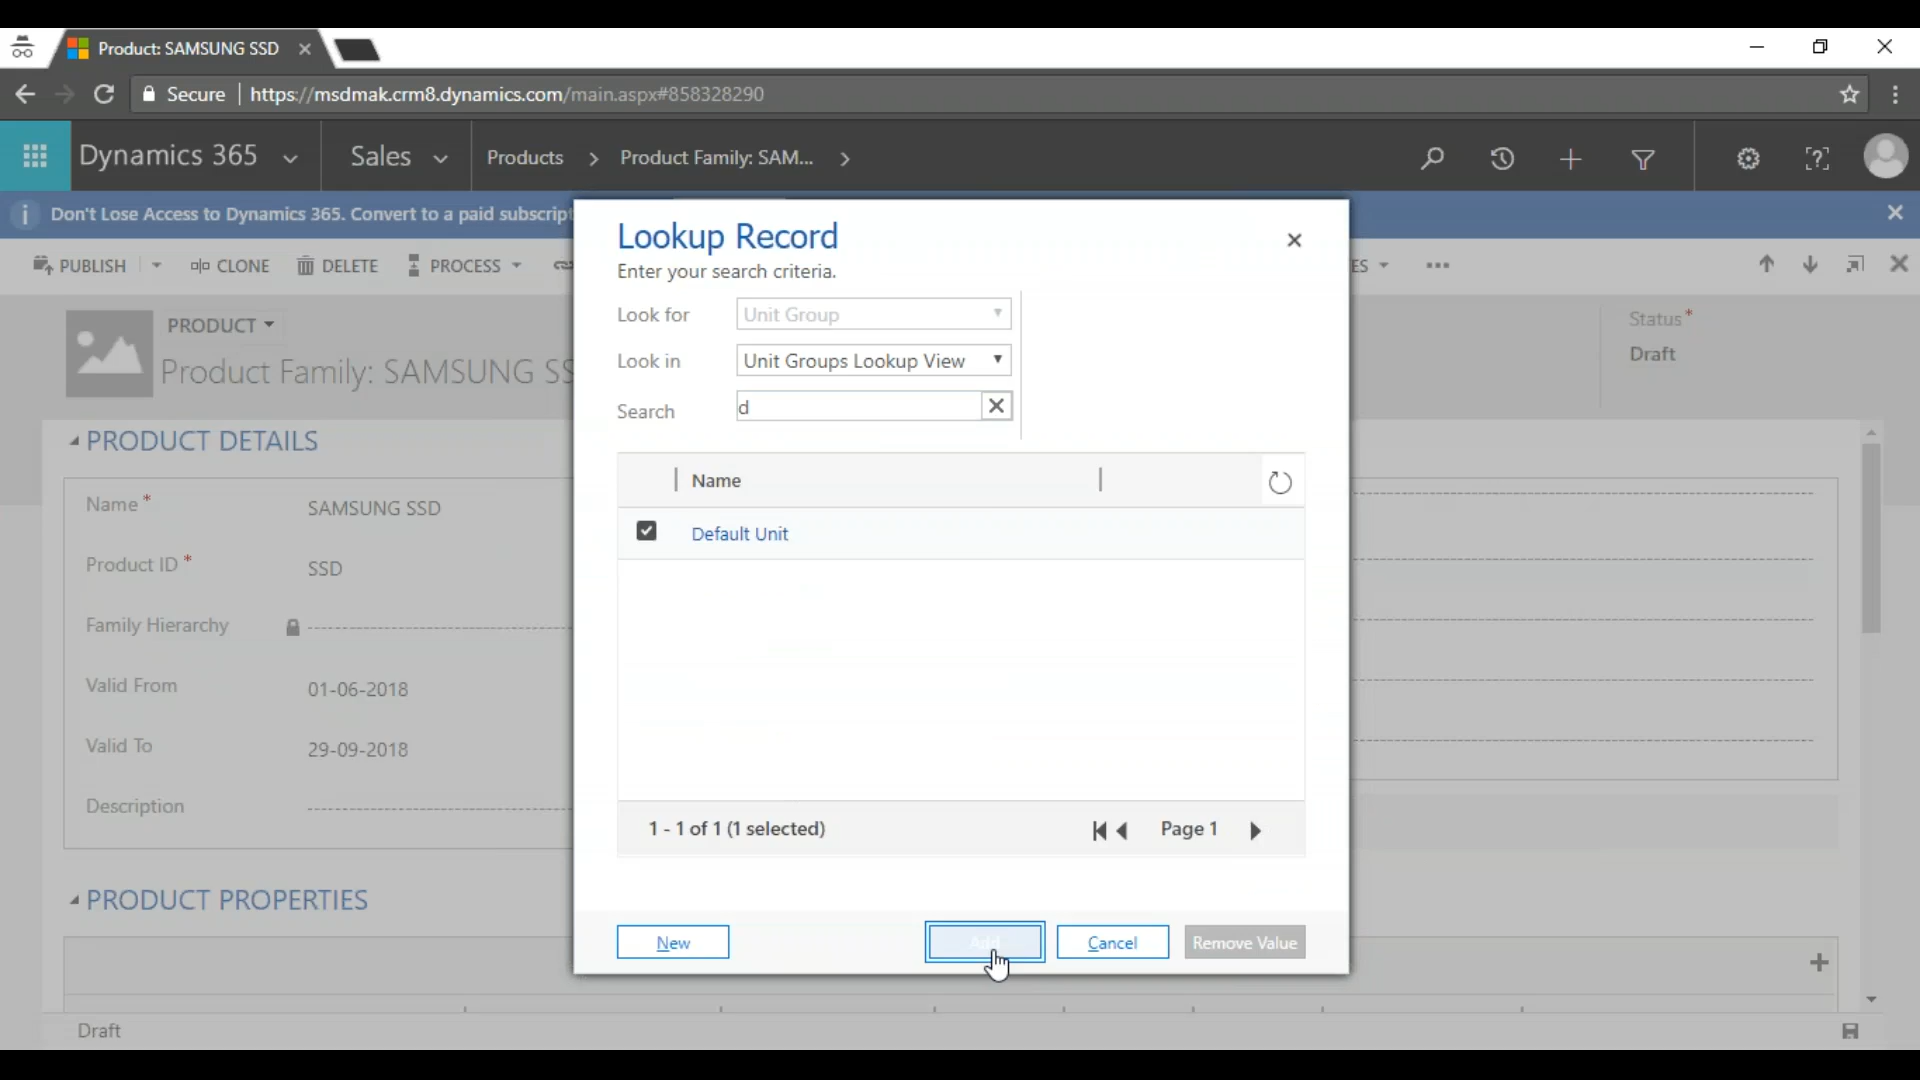 Product: SAMSUNG SSD
Secure https://msdmak.crm8.dynamics.com/main.aspx#858328290
Dynamics 365 Sales Products Product Family: SAM...
Don't Lose Access to Dynamics 365. Convert to a paid
PUBLISH CLONE DELETE PROCESS
Lookup Record
Enter your search criteria.
Look for Unit Group
Look in Unit Groups Lookup View
Search d
Name
Default Unit
1 - 1 of 1 (1 selected) Page 1
New Add Cancel Remove Value
PRODUCT
Product Family: SAMSUNG
Status*
Draft
PRODUCT DETAILS
Name* SAMSUNG SSD
Product ID* SSD
Family Hierarchy
Valid From 01-06-2018
Valid To 29-09-2018
Description
PRODUCT PROPERTIES
Draft